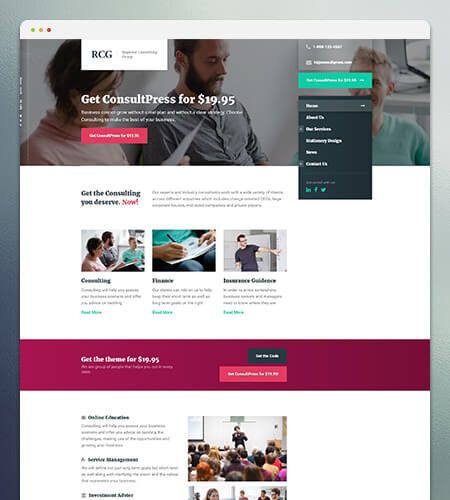 RCG
Get ConsultPress for $19.95
Business cannot grow without a real plan and without clear strategy. Choose
Consulting to make the best of your business.
Get ConsultPress for $19.95
1-888-123-4567
Get ConsultPress for $19.95
Home
About Us
Our Services
Stationery Design
News
Contact Us
Get the Consulting
you deserve. Now!
Our experts and industry consultants work with a wide variety of clients,
across different industries which includes change oriented CEOs, large
corporate houses, mid sized companies and private players.
Consulting
Consulting will help you assess
your business scenario and offer
you advice on tackling
Read More
Finance
Our clients can rely on us to help
keep their short term as well as
long term goals on the right
Read More
Insurance Guidence
In order to arrive somewhere,
business owners and managers
need to know where they are
Read More
Get the theme for $19.95
We are group of people that helps you out in every
case.
Get the Code
Get ConsultPress for $19.95!
Online Education
Consulting will help you assess your business
scenario and offer you advice on tackling the
challenges, making use of the opportunities and
growing your business.
Service Management
We will define not just long term goals but short term
as well along with clarifying the vision and the values
that represents your business.
Investment Advier